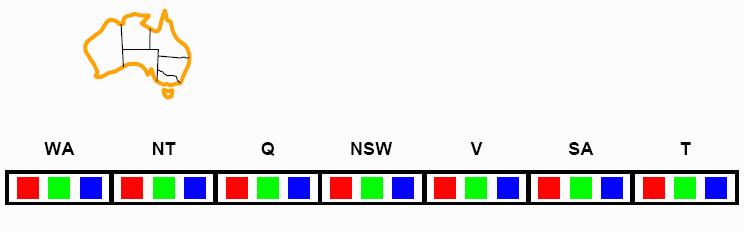 WA NT Q NSW V SA T